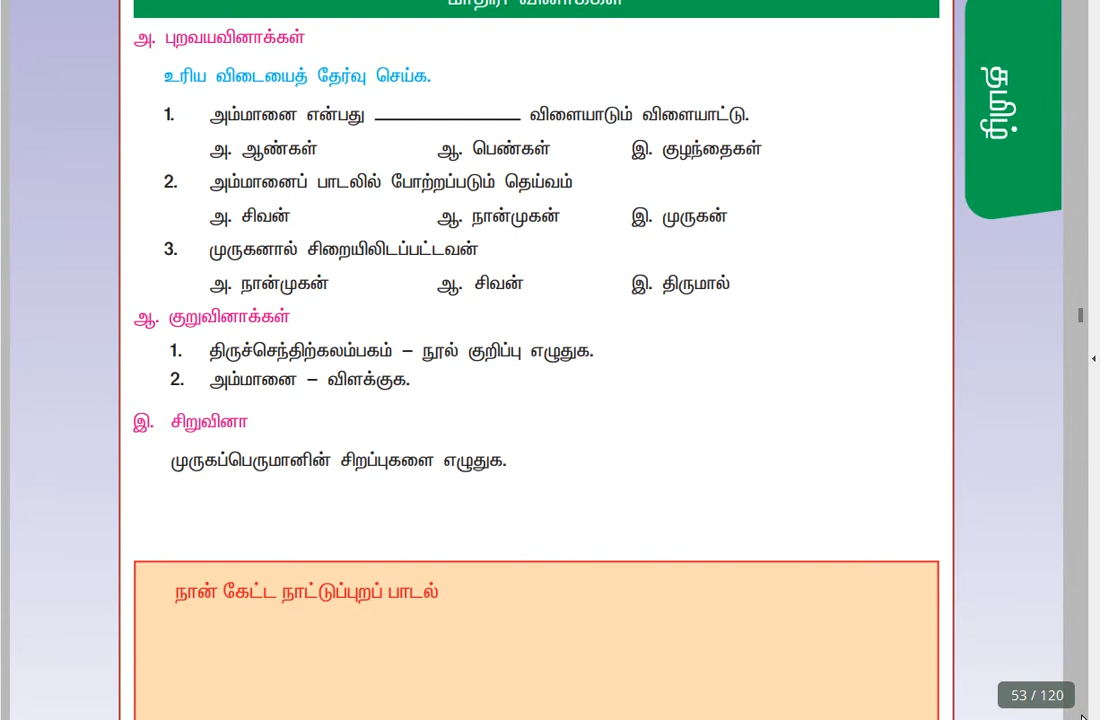 மாதிரி வினாக்கள்
தமிழ்
அ. புறவயவினாக்கள்
உரிய விடையைத் தேர்வு செய்க.
1. அம்மானை என்பது ______________ விளையாடும் விளையாட்டு.
அ. ஆண்கள் ஆ. பெண்கள் இ. குழந்தைகள்
2. அம்மானைப் பாடலில் போற்றப்படும் தெய்வம்
அ. சிவன் ஆ. நான்முகன் இ. முருகன்
3. முருகனால் சிறையிலிடப்பட்டவன்
அ. நான்முகன் ஆ. சிவன் இ. திருமால்
ஆ. குறுவினாக்கள்
1. திருச்செந்திற்கலம்பகம் – நூல் குறிப்பு எழுதுக.
2. அம்மானை – விளக்குக.
இ. சிறுவினா
முருகப்பெருமானின் சிறப்புகளை எழுதுக.
நான் கேட்ட நாட்டுப்புறப் பாடல்
53 / 120